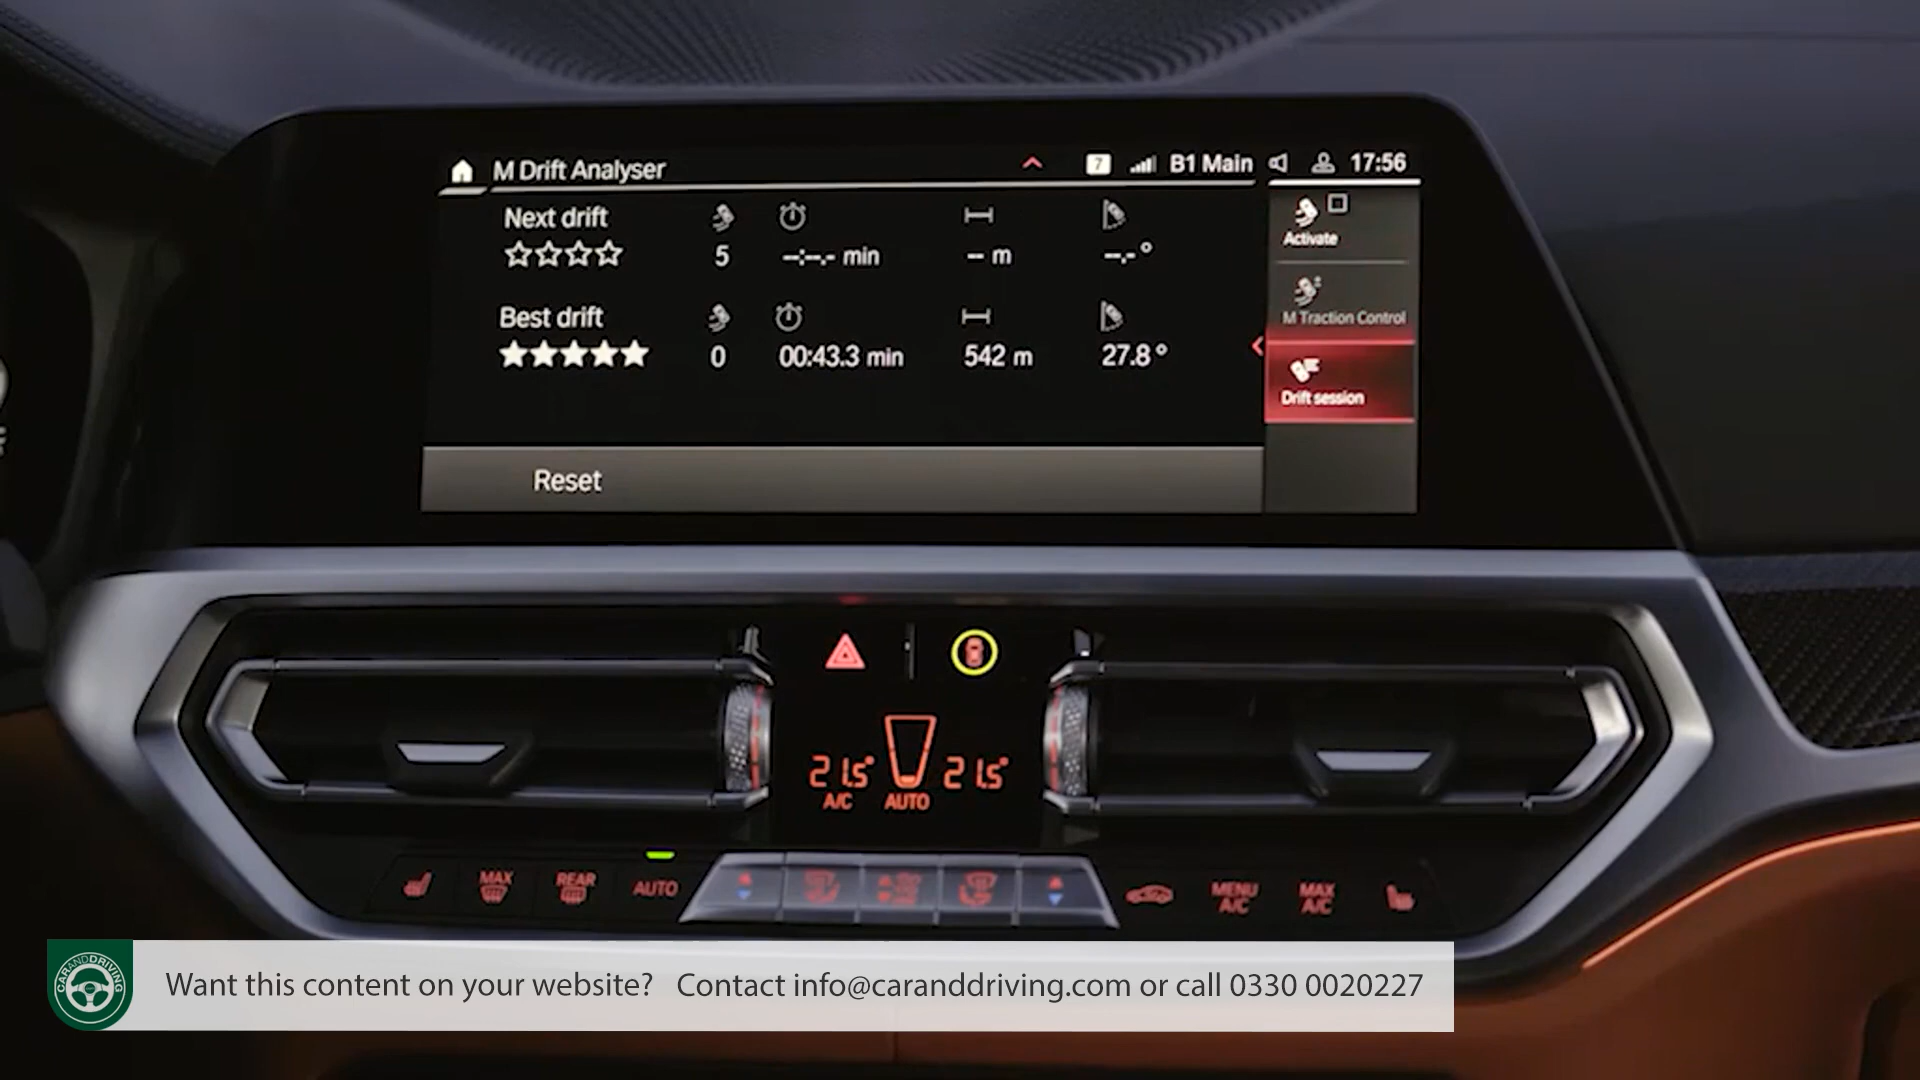 M Drift Analyser
7 B1 Main 17:56
Next drift
5 --:--.- min -- m --.- °
Best drift
0 00:43.3 min 542 m 27.8 °
Reset
Activate
M Traction Control
Drift session
21.5° 21.5°
A/C AUTO
MAX REAR AUTO MENU A/C MAX A/C
CARANDDRIVING
Want this content on your website? Contact info@caranddriving.com or call 0330 0020227